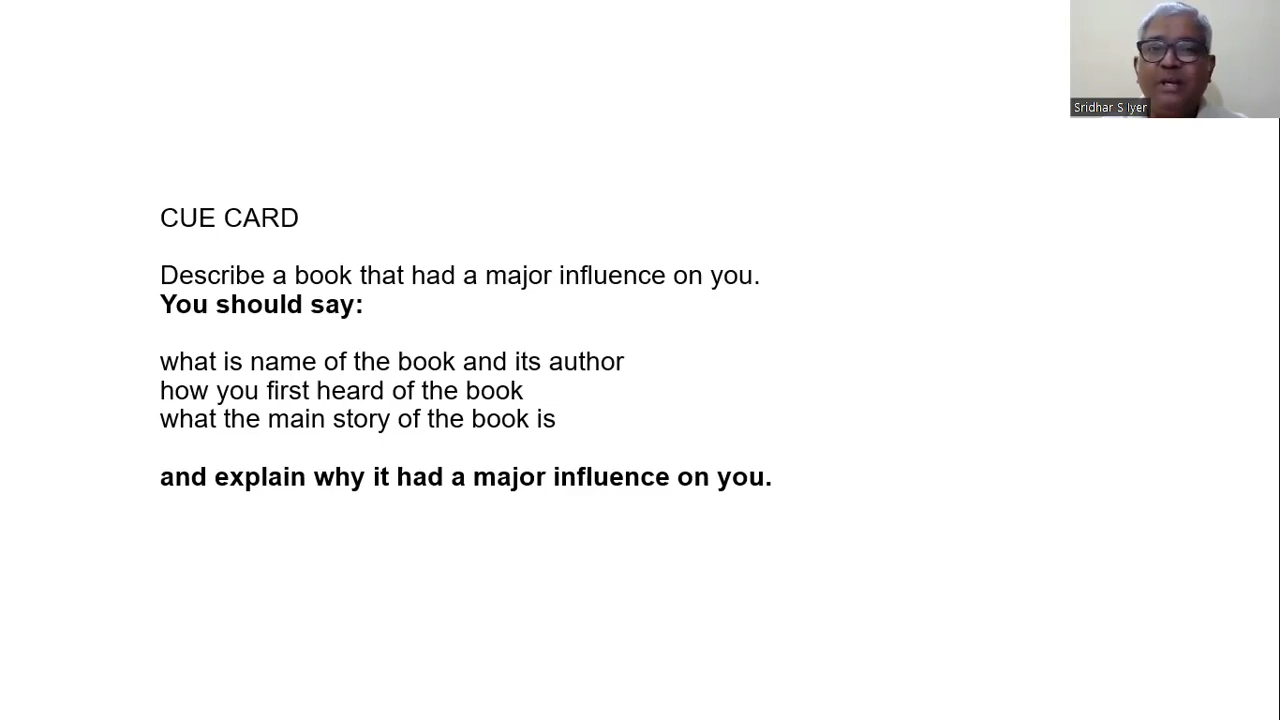 Sridhar S Iyer
CUE CARD
Describe a book that had a major influence on you.
You should say:
what is name of the book and its author
how you first heard of the book
what the main story of the book is
and explain why it had a major influence on you.